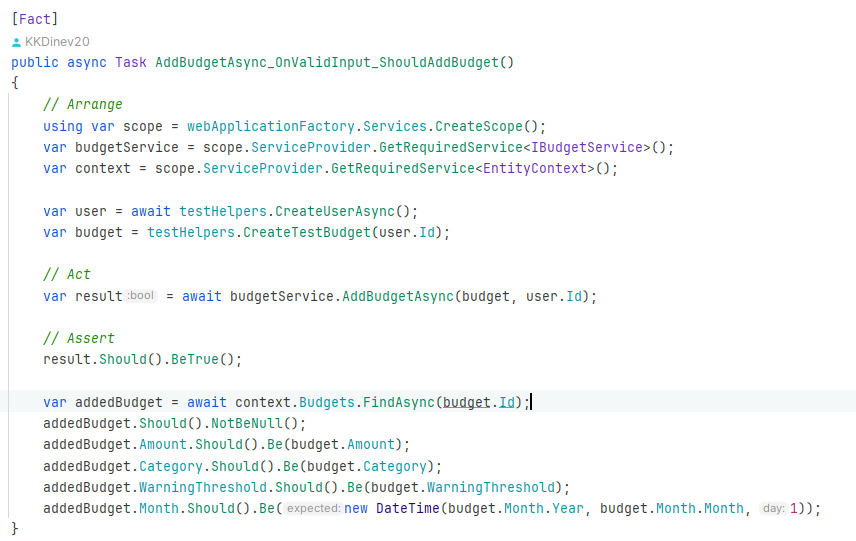 [Fact]
KKDinev20
public async Task AddBudgetAsync_OnValidInput_ShouldAddBudget()
{
// Arrange
using var scope = webApplicationFactory.Services.CreateScope();
var budgetService = scope.ServiceProvider.GetRequiredService<IBudgetService>();
var context = scope.ServiceProvider.GetRequiredService<EntityContext>();
var user = await testHelpers.CreateUserAsync();
var budget = testHelpers.CreateTestBudget(user.Id);
// Act
var result :bool = await budgetService.AddBudgetAsync(budget, user.Id);
// Assert
result.Should().BeTrue();
var addedBudget = await context.Budgets.FindAsync(budget.Id);
addedBudget.Should().NotBeNull();
addedBudget.Amount.Should().Be(budget.Amount);
addedBudget.Category.Should().Be(budget.Category);
addedBudget.WarningThreshold.Should().Be(budget.WarningThreshold);
addedBudget.Month.Should().Be( expected: new DateTime(budget.Month.Year, budget.Month.Month, day: 1));
}